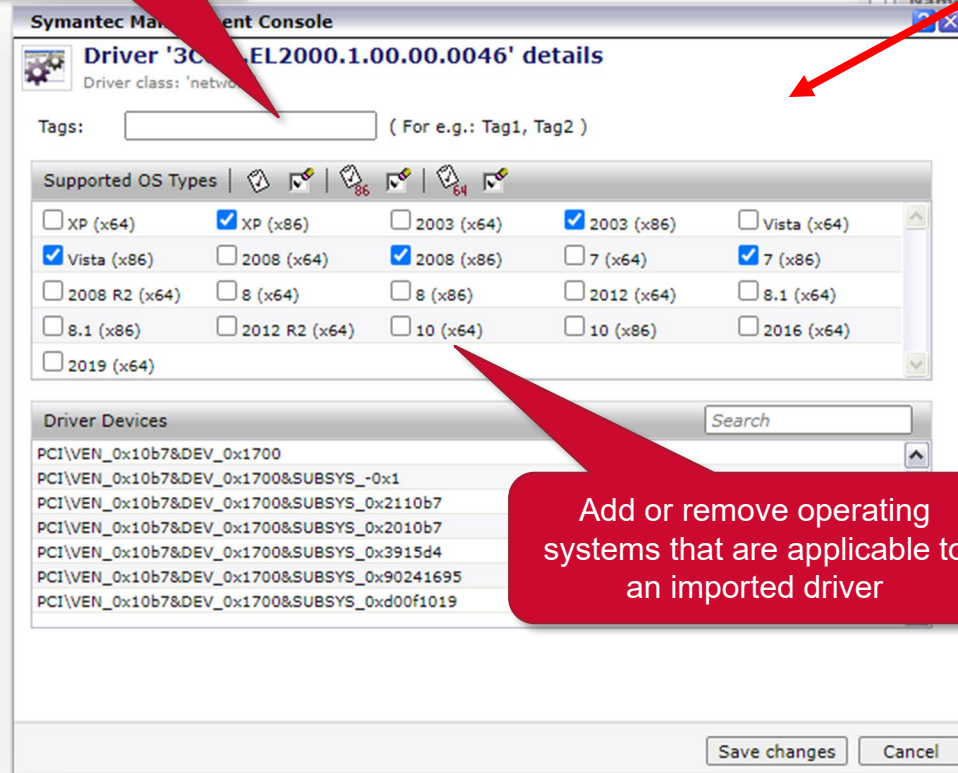 Name
Symantec Ma ent Console
Driver '3C .EL2000.1.00.00.0046' details
Driver class: 'netwo
Tags: ( For e.g.: Tag1, Tag2 )
Supported OS Types 86 64
XP (x64) XP (x86) 2003 (x64) 2003 (x86) Vista (x64)
Vista (x86) 2008 (x64) 2008 (x86) 7 (x64) 7 (x86)
2008 R2 (x64) 8 (x64) 8 (x86) 2012 (x64) 8.1 (x64)
8.1 (x86) 2012 R2 (x64) 10 (x64) 10 (x86) 2016 (x64)
2019 (x64)
Driver Devices Search
PCI\VEN_0x10b7&DEV_0x1700
PCI\VEN_0x10b7&DEV_0x1700&SUBSYS_-0x1
PCI\VEN_0x10b7&DEV_0x1700&SUBSYS_0x2110b7
PCI\VEN_0x10b7&DEV_0x1700&SUBSYS_0x2010b7
PCI\VEN_0x10b7&DEV_0x1700&SUBSYS_0x3915d4
PCI\VEN_0x10b7&DEV_0x1700&SUBSYS_0x90241695
PCI\VEN_0x10b7&DEV_0x1700&SUBSYS_0xd00f1019
Add or remove operating
systems that are applicable to
an imported driver
Save changes Cancel